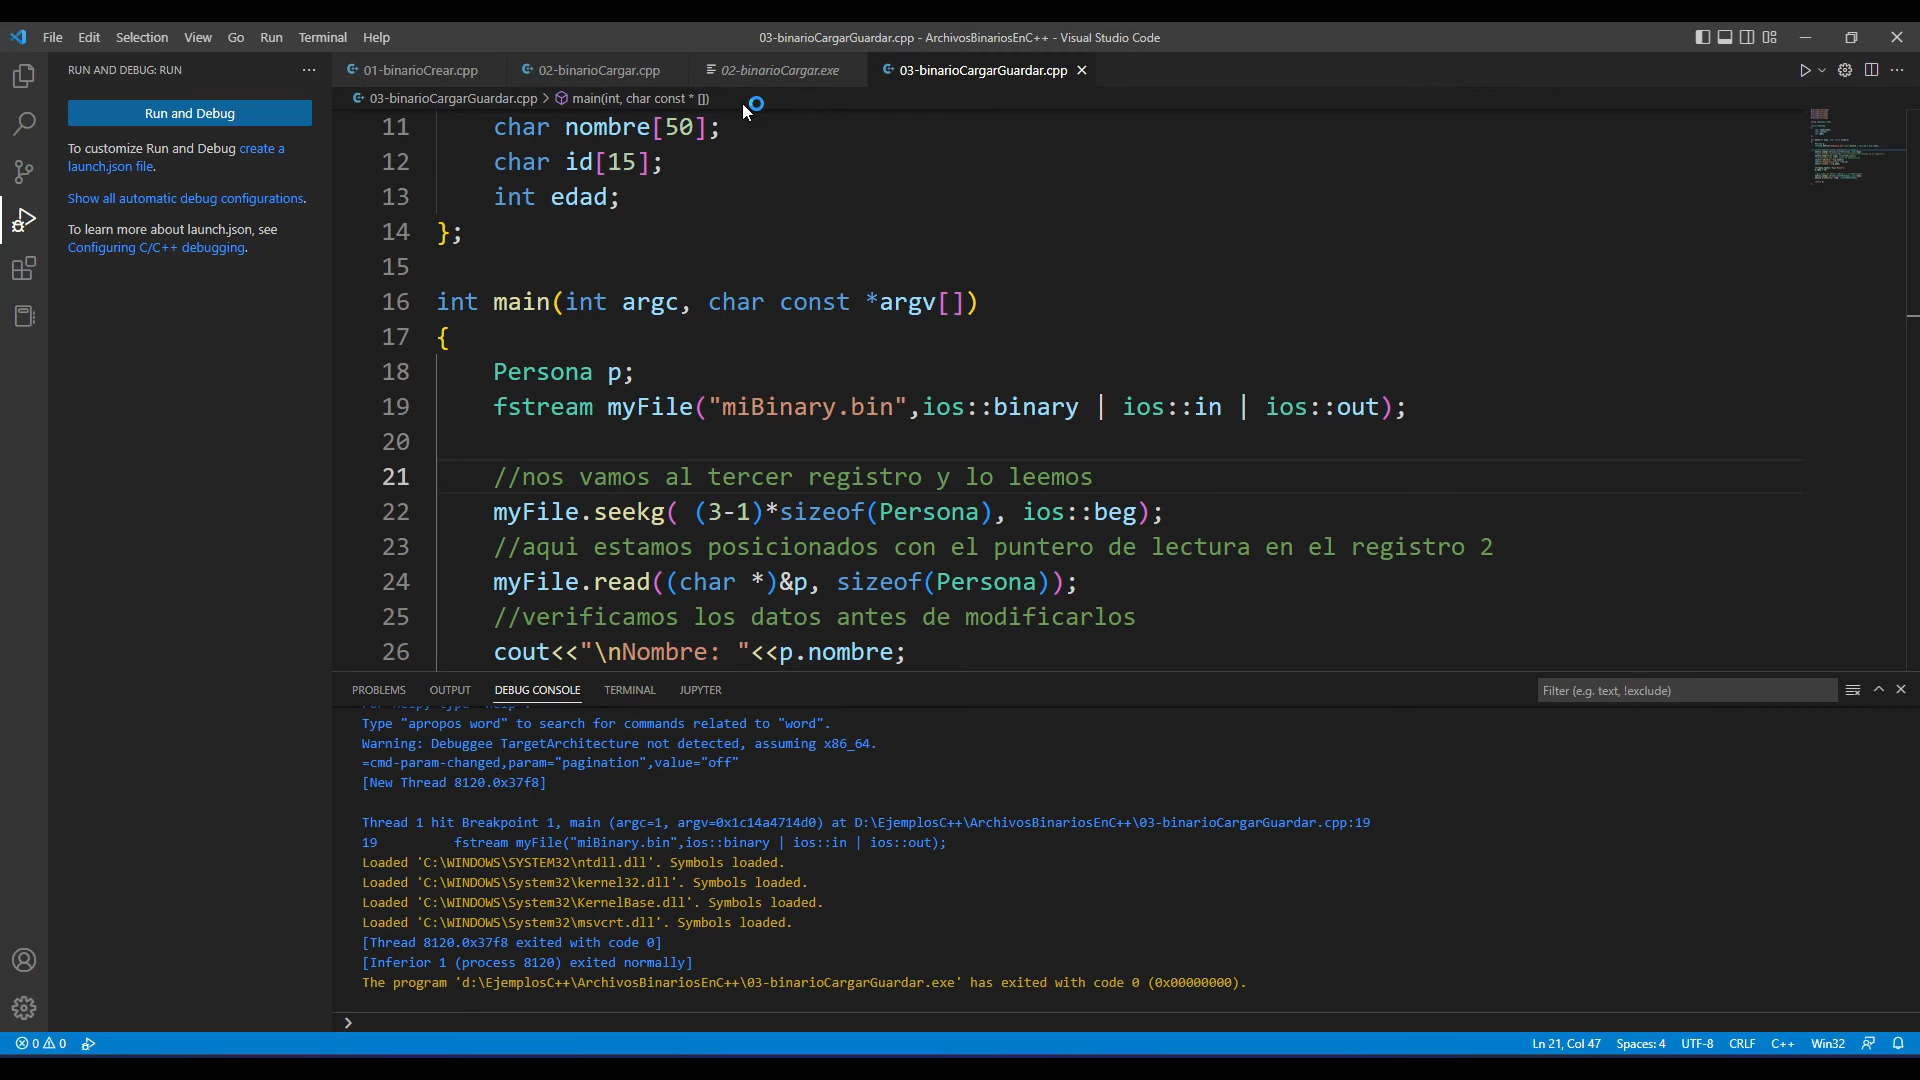 File Edit Selection View Go Run Terminal Help
03-binarioCargarGuardar.cpp - ArchivosBinariosEnC++ - Visual Studio Code
RUN AND DEBUG: RUN
Run and Debug
To customize Run and Debug create a
launch.json file.
Show all automatic debug configurations.
To learn more about launch.json, see
Configuring C/C++ debugging.
01-binarioCrear.cpp 02-binarioCargar.cpp 02-binarioCargar.exe 03-binarioCargarGuardar.cpp
03-binarioCargarGuardar.cpp > main(int, char const * [])
11 char nombre[50];
12 char id[15];
13 int edad;
14 };
15
16 int main(int argc, char const *argv[])
17 {
18 Persona p;
19 fstream myFile("miBinary.bin",ios::binary | ios::in | ios::out);
20
21 //nos vamos al tercer registro y lo leemos
22 myFile.seekg( (3-1)*sizeof(Persona), ios::beg);
23 //aqui estamos posicionados con el puntero de lectura en el registro 2
24 myFile.read((char *)&p, sizeof(Persona));
25 //verificamos los datos antes de modificarlos
26 cout<<"\nNombre: "<<p.nombre;
PROBLEMS OUTPUT DEBUG CONSOLE TERMINAL JUPYTER
Filter (e.g. text, !exclude)
For help, type "help".
Type "apropos word" to search for commands related to "word".
Warning: Debuggee TargetArchitecture not detected, assuming x86_64.
=cmd-param-changed,param="pagination",value="off"
[New Thread 8120.0x37f8]
Thread 1 hit Breakpoint 1, main (argc=1, argv=0x1c14a4714d0) at D:\EjemplosC++\ArchivosBinariosEnC++\03-binarioCargarGuardar.cpp:19
19 fstream myFile("miBinary.bin",ios::binary | ios::in | ios::out);
Loaded 'C:\WINDOWS\SYSTEM32\ntdll.dll'. Symbols loaded.
Loaded 'C:\WINDOWS\System32\kernel32.dll'. Symbols loaded.
Loaded 'C:\WINDOWS\System32\KernelBase.dll'. Symbols loaded.
Loaded 'C:\WINDOWS\System32\msvcrt.dll'. Symbols loaded.
[Thread 8120.0x37f8 exited with code 0]
[Inferior 1 (process 8120) exited normally]
The program 'd:\EjemplosC++\ArchivosBinariosEnC++\03-binarioCargarGuardar.exe' has exited with code 0 (0x00000000).
0 0
Ln 21, Col 47 Spaces: 4 UTF-8 CRLF C++ Win32